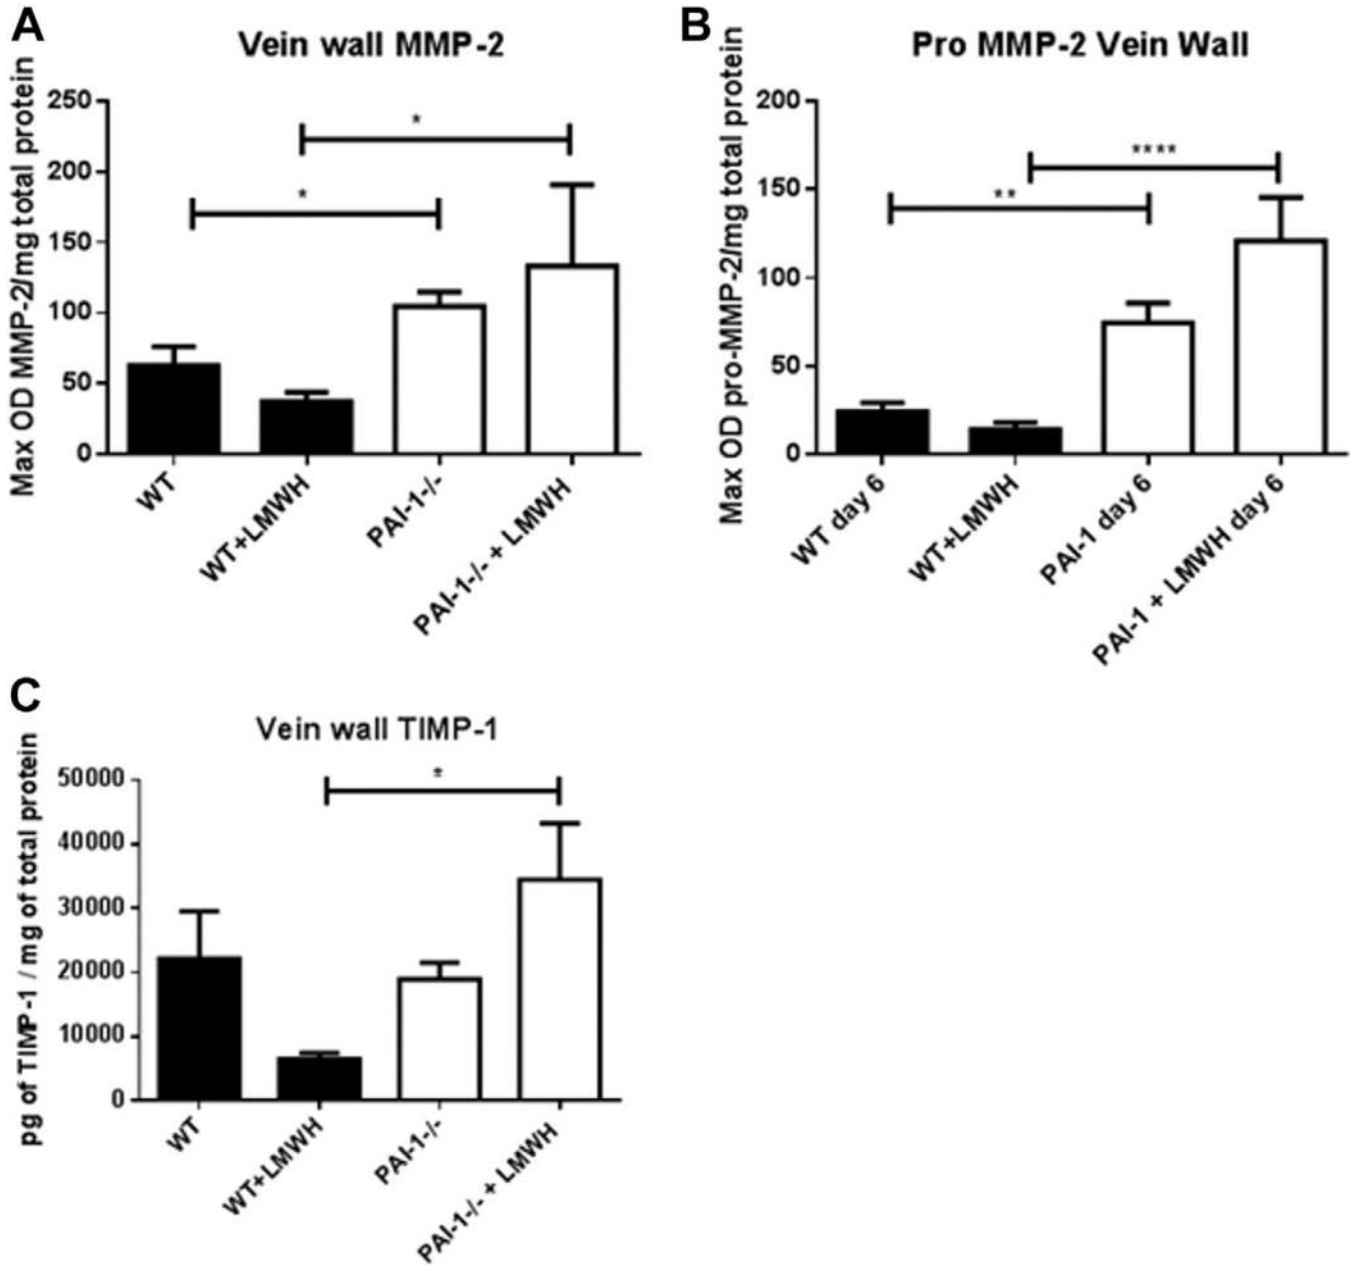 A
Vein wall MMP-2
Max OD MMP-2/mg total protein
250
200
150
100
50
0
*
*
WT
WT+LMWH
PAI-1-/-
PAI-1-/- + LMWH
B
Pro MMP-2 Vein Wall
Max OD pro-MMP-2/mg total protein
200
150
100
50
0
****
**
WT day 6
WT+LMWH
PAI-1 day 6
PAI-1 + LMWH day 6
C
Vein wall TIMP-1
pg of TIMP-1 / mg of total protein
50000
40000
30000
20000
10000
0
*
WT
WT+LMWH
PAI-1-/-
PAI-1-/- + LMWH